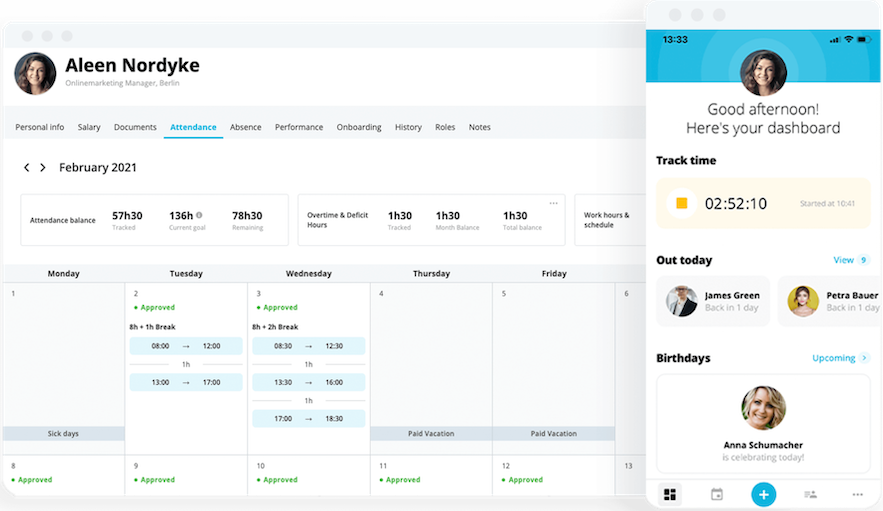 Aleen Nordyke
Onlinemarketing Manager, Berlin
Personal info Salary Documents Attendance Absence Performance Onboarding History Roles Notes
February 2021
Attendance balance
57h30
Tracked
136h
Current goal
78h30
Remaining
Overtime & Deficit
Hours
1h30
Tracked
1h30
Month Balance
1h30
Total balance
Work hours &
schedule
Monday Tuesday Wednesday Thursday Friday
1
Sick days
2
Approved
8h + 1h Break
08:00 → 12:00
1h
13:00 → 17:00
3
Approved
8h + 2h Break
08:30 → 12:30
1h
13:30 → 16:00
1h
17:00 → 18:30
4
Paid Vacation
5
Paid Vacation
6
8
Approved
9
Approved
10
Approved
11
Approved
12
Approved
13
13:33
Good afternoon!
Here's your dashboard
Track time
02:52:10
Started at 10:41
Out today
View 9
James Green
Back in 1 day
Petra Bauer
Back in 1 day
Birthdays
Upcoming
Anna Schumacher
is celebrating today!